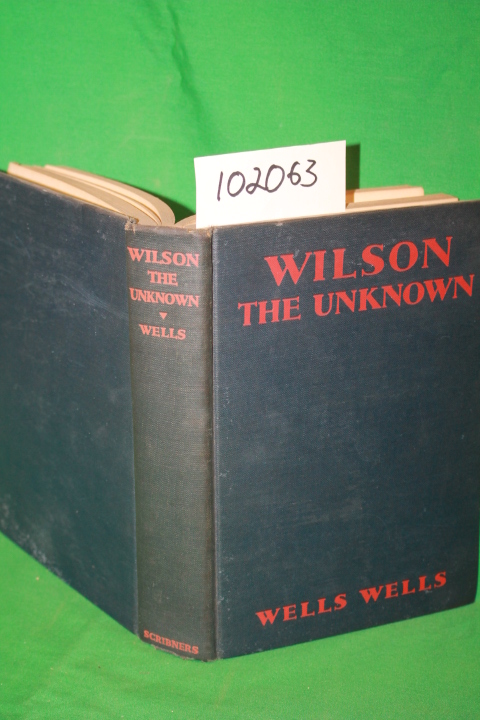 102063
WILSON
THE
UNKNOWN
WELLS
SCRIBNERS
WILSON
THE UNKNOWN
WELLS WELLS